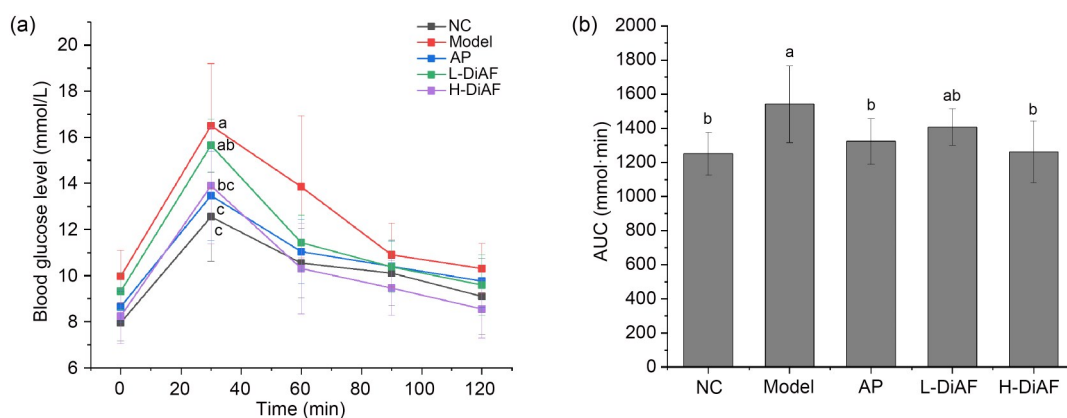 (a)
NC
Model
AP
L-DiAF
H-DiAF
Blood glucose level (mmol/L)
20
18
16
14
12
10
8
6
a
ab
bc
c
c
0 20 40 60 80 100 120
Time (min)
(b)
AUC (mmol·min)
2000
1800
1600
1400
1200
1000
800
600
400
200
0
b a b ab b
NC Model AP L-DiAF H-DiAF